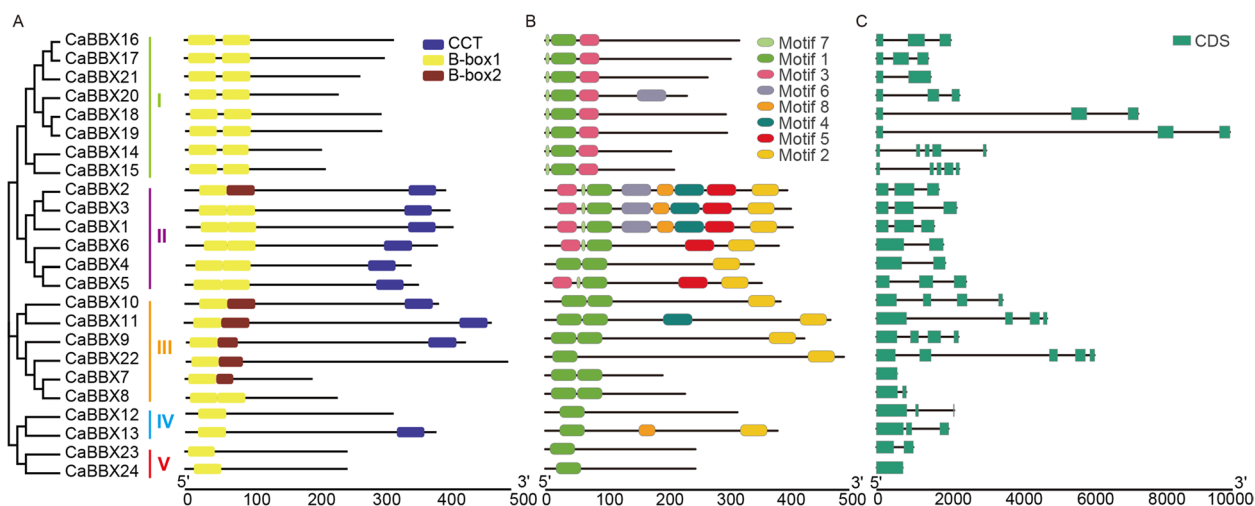 A
B
C
CaBBX16
CaBBX17
CaBBX21
CaBBX20
CaBBX18
CaBBX19
CaBBX14
CaBBX15
CaBBX2
CaBBX3
CaBBX1
CaBBX6
CaBBX4
CaBBX5
CaBBX10
CaBBX11
CaBBX9
CaBBX22
CaBBX7
CaBBX8
CaBBX12
CaBBX13
CaBBX23
CaBBX24
I
II
III
IV
V
CCT
B-box1
B-box2
5' 3'
0 100 200 300 400 500
Motif 7
Motif 1
Motif 3
Motif 6
Motif 8
Motif 4
Motif 5
Motif 2
5' 3'
0 100 200 300 400 500
CDS
5' 3'
0 2000 4000 6000 8000 10000